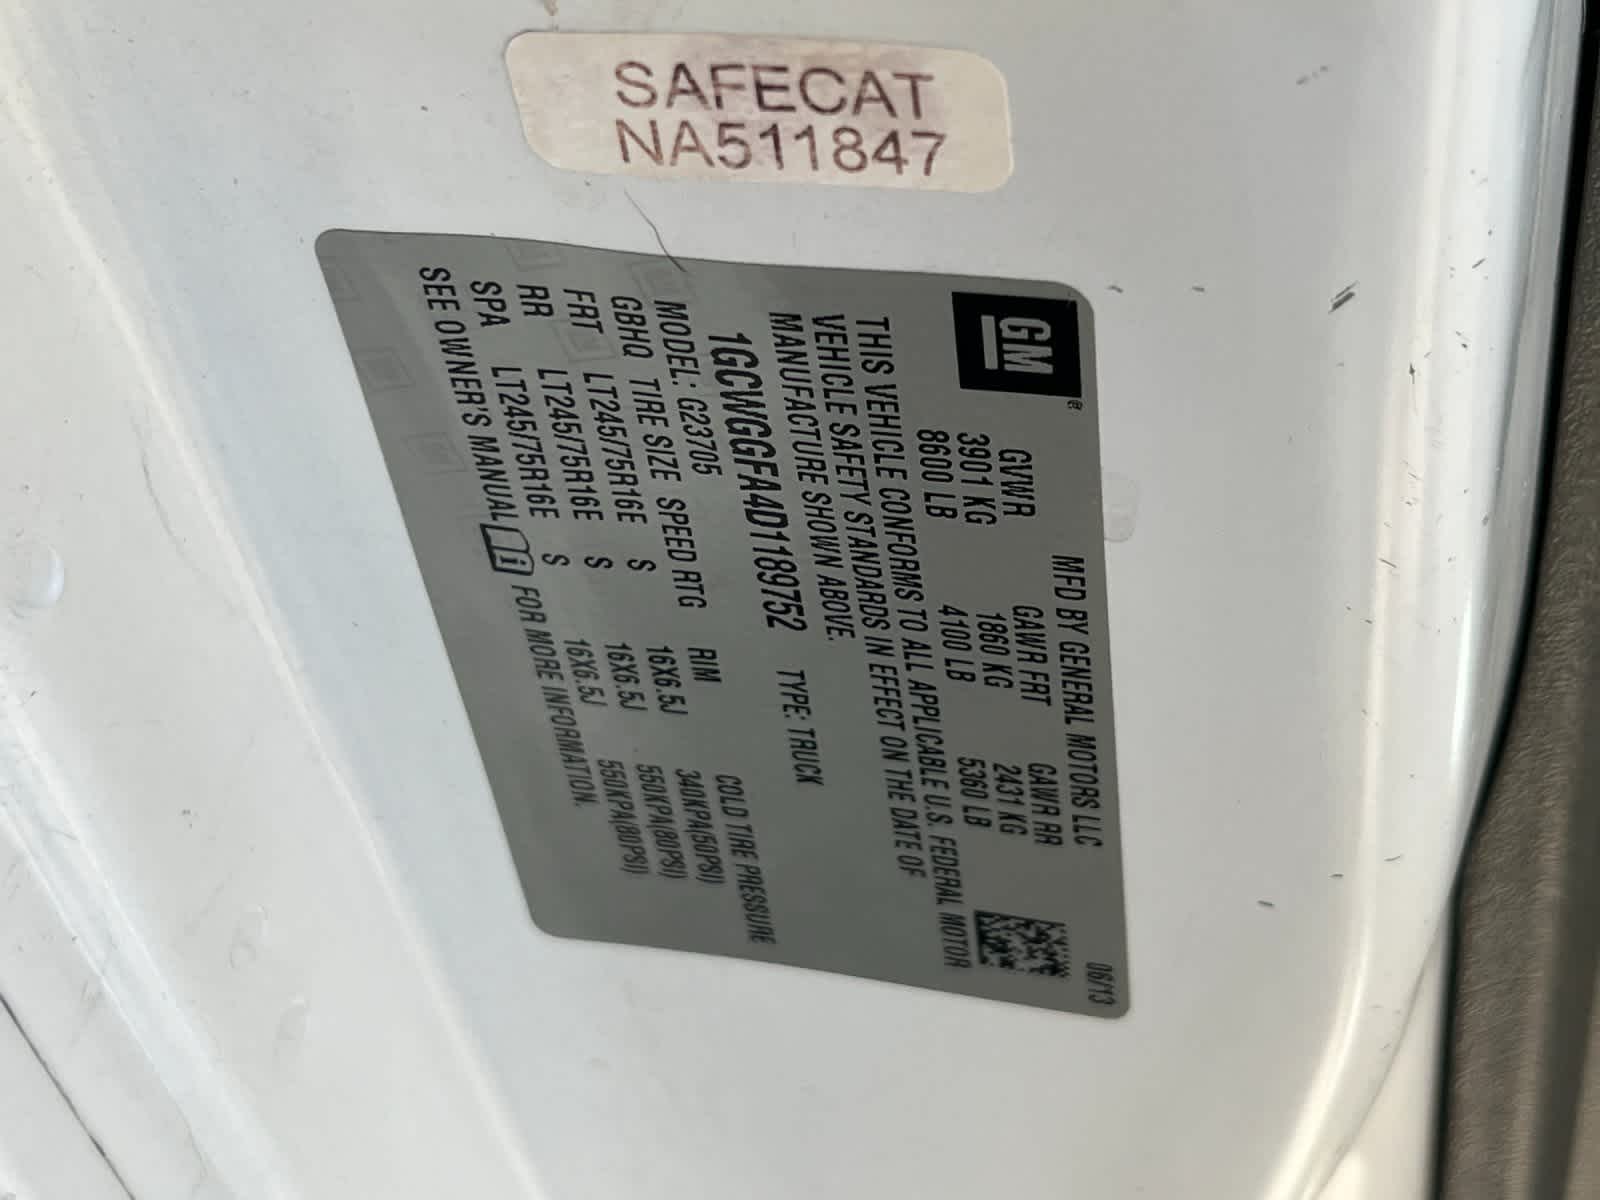 SAFECAT
NA511847
GM®
MFD BY GENERAL MOTORS LLC
06/13
GVWR GAWR FRT GAWR RR
3901 KG 1860 KG 2431 KG
8600 LB 4100 LB 5360 LB
THIS VEHICLE CONFORMS TO ALL APPLICABLE U.S. FEDERAL MOTOR
VEHICLE SAFETY STANDARDS IN EFFECT ON THE DATE OF
MANUFACTURE SHOWN ABOVE.
1GCWGGFA4D1189752 TYPE: TRUCK
MODEL: G23705
GBHQ TIRE SIZE SPEED RTG RIM COLD TIRE PRESSURE
FRT LT245/75R16E S 16X6.5J 340KPA(50PSI)
RR LT245/75R16E S 16X6.5J 550KPA(80PSI)
SPA LT245/75R16E S 16X6.5J 550KPA(80PSI)
SEE OWNER'S MANUAL i FOR MORE INFORMATION.